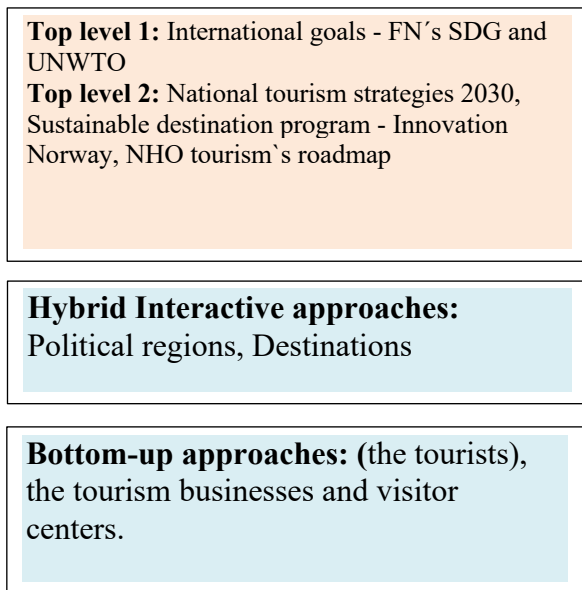 Top level 1: International goals - FN´s SDG and
UNWTO
Top level 2: National tourism strategies 2030,
Sustainable destination program - Innovation
Norway, NHO tourism`s roadmap
Hybrid Interactive approaches:
Political regions, Destinations
Bottom-up approaches: (the tourists),
the tourism businesses and visitor
centers.